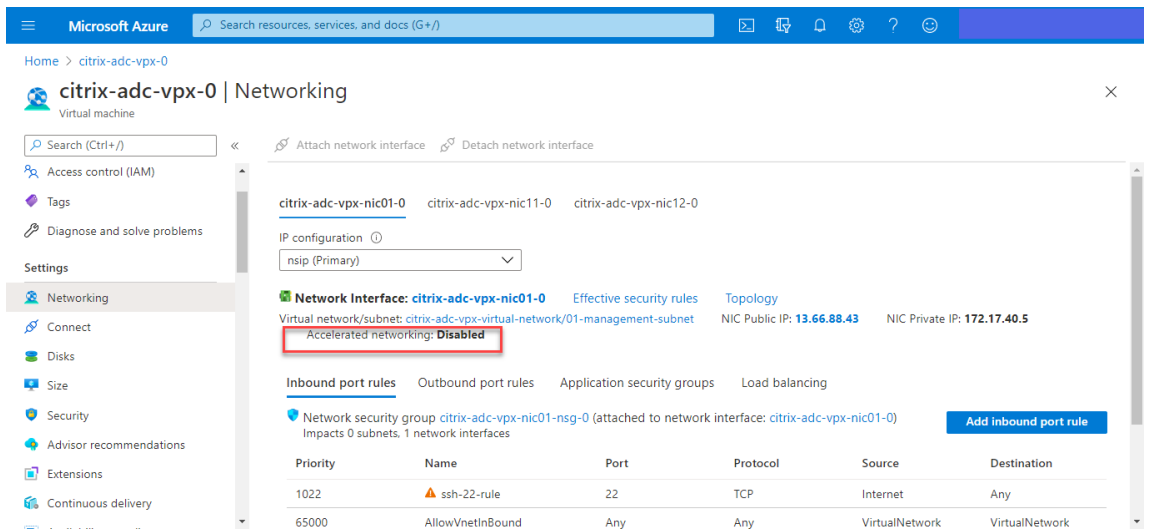 Microsoft Azure
Search resources, services, and docs (G+/)
Home > citrix-adc-vpx-0
citrix-adc-vpx-0 | Networking
Virtual machine
Search (Ctrl+/)
«
Attach network interface
Detach network interface
Access control (IAM)
Tags
Diagnose and solve problems
Settings
Networking
Connect
Disks
Size
Security
Advisor recommendations
Extensions
Continuous delivery
citrix-adc-vpx-nic01-0 citrix-adc-vpx-nic11-0 citrix-adc-vpx-nic12-0
IP configuration
nsip (Primary)
Network Interface: citrix-adc-vpx-nic01-0 Effective security rules Topology
Virtual network/subnet: citrix-adc-vpx-virtual-network/01-management-subnet NIC Public IP: 13.66.88.43 NIC Private IP: 172.17.40.5
Accelerated networking: Disabled
Inbound port rules Outbound port rules Application security groups Load balancing
Network security group citrix-adc-vpx-nic01-nsg-0 (attached to network interface: citrix-adc-vpx-nic01-0)
Impacts 0 subnets, 1 network interfaces
Add inbound port rule
Priority Name Port Protocol Source Destination
1022 ssh-22-rule 22 TCP Internet Any
65000 AllowVnetInBound Any Any VirtualNetwork VirtualNetwork